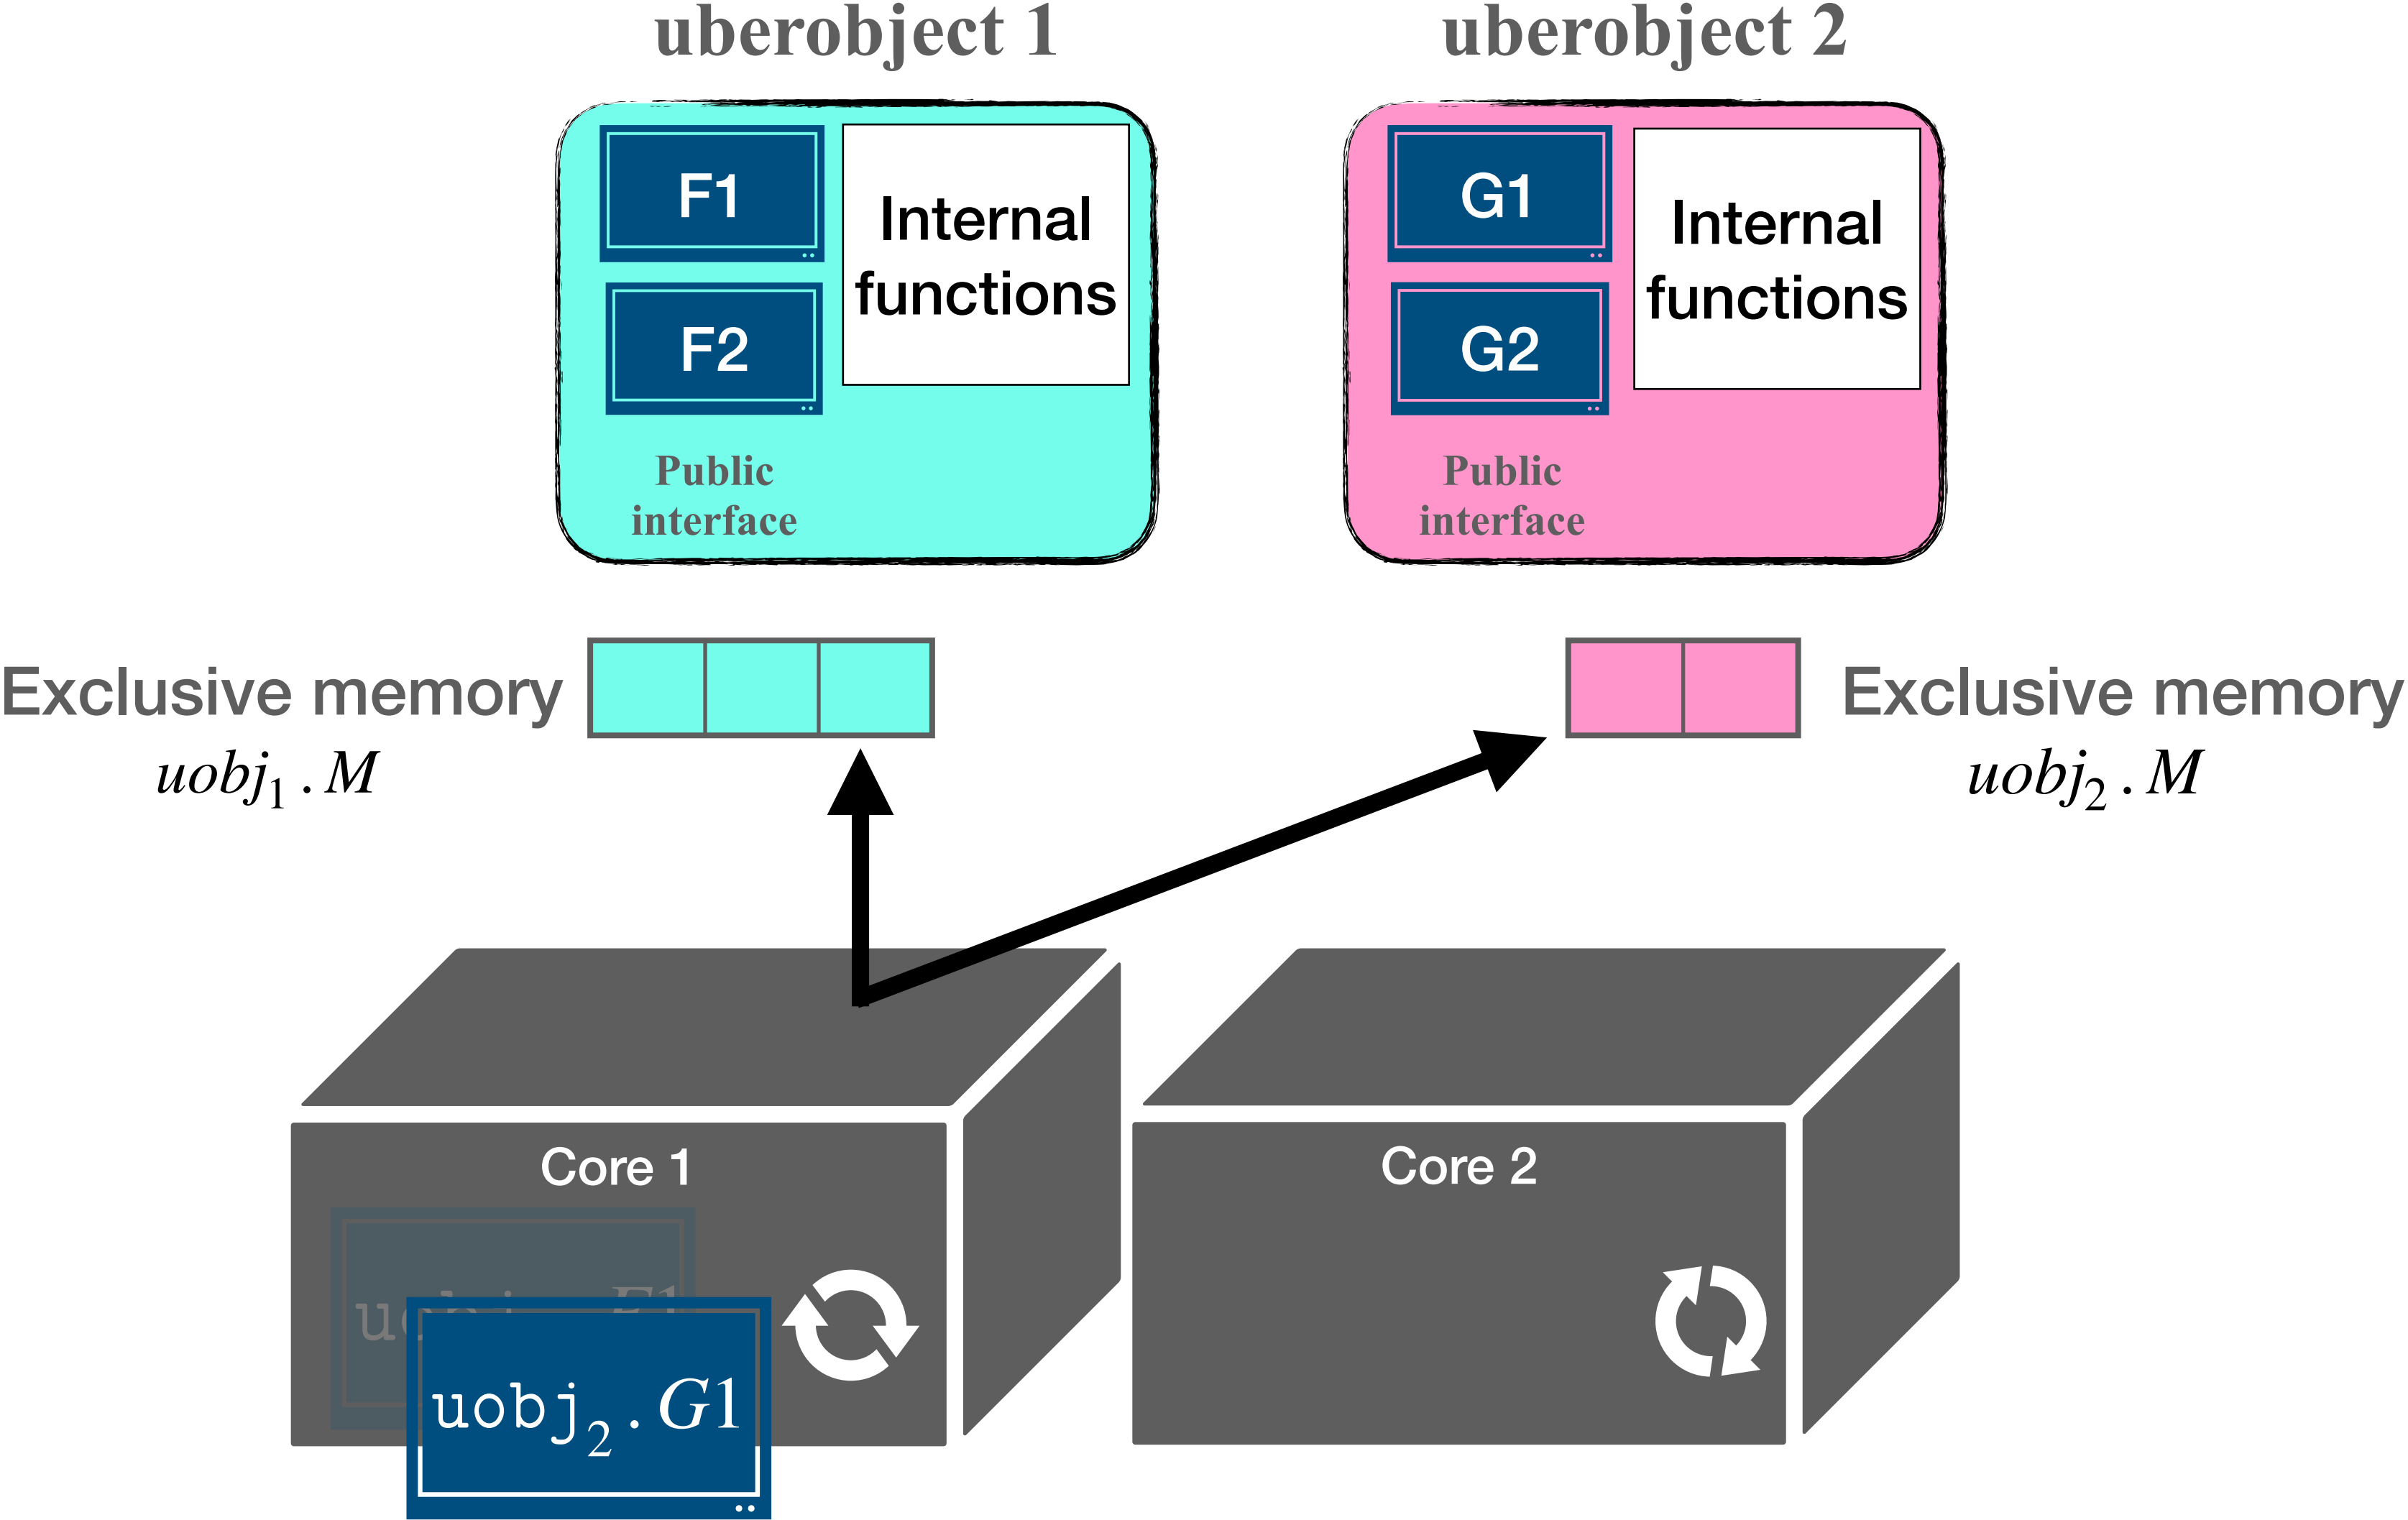 uberobject 1
uberobject 2
F1
Internal
functions
F2
Public
interface
G1
Internal
functions
G2
Public
interface
Exclusive memory
uobj₁ . M
Exclusive memory
uobj₂ . M
Core 1
Core 2
uobj₂ . G1